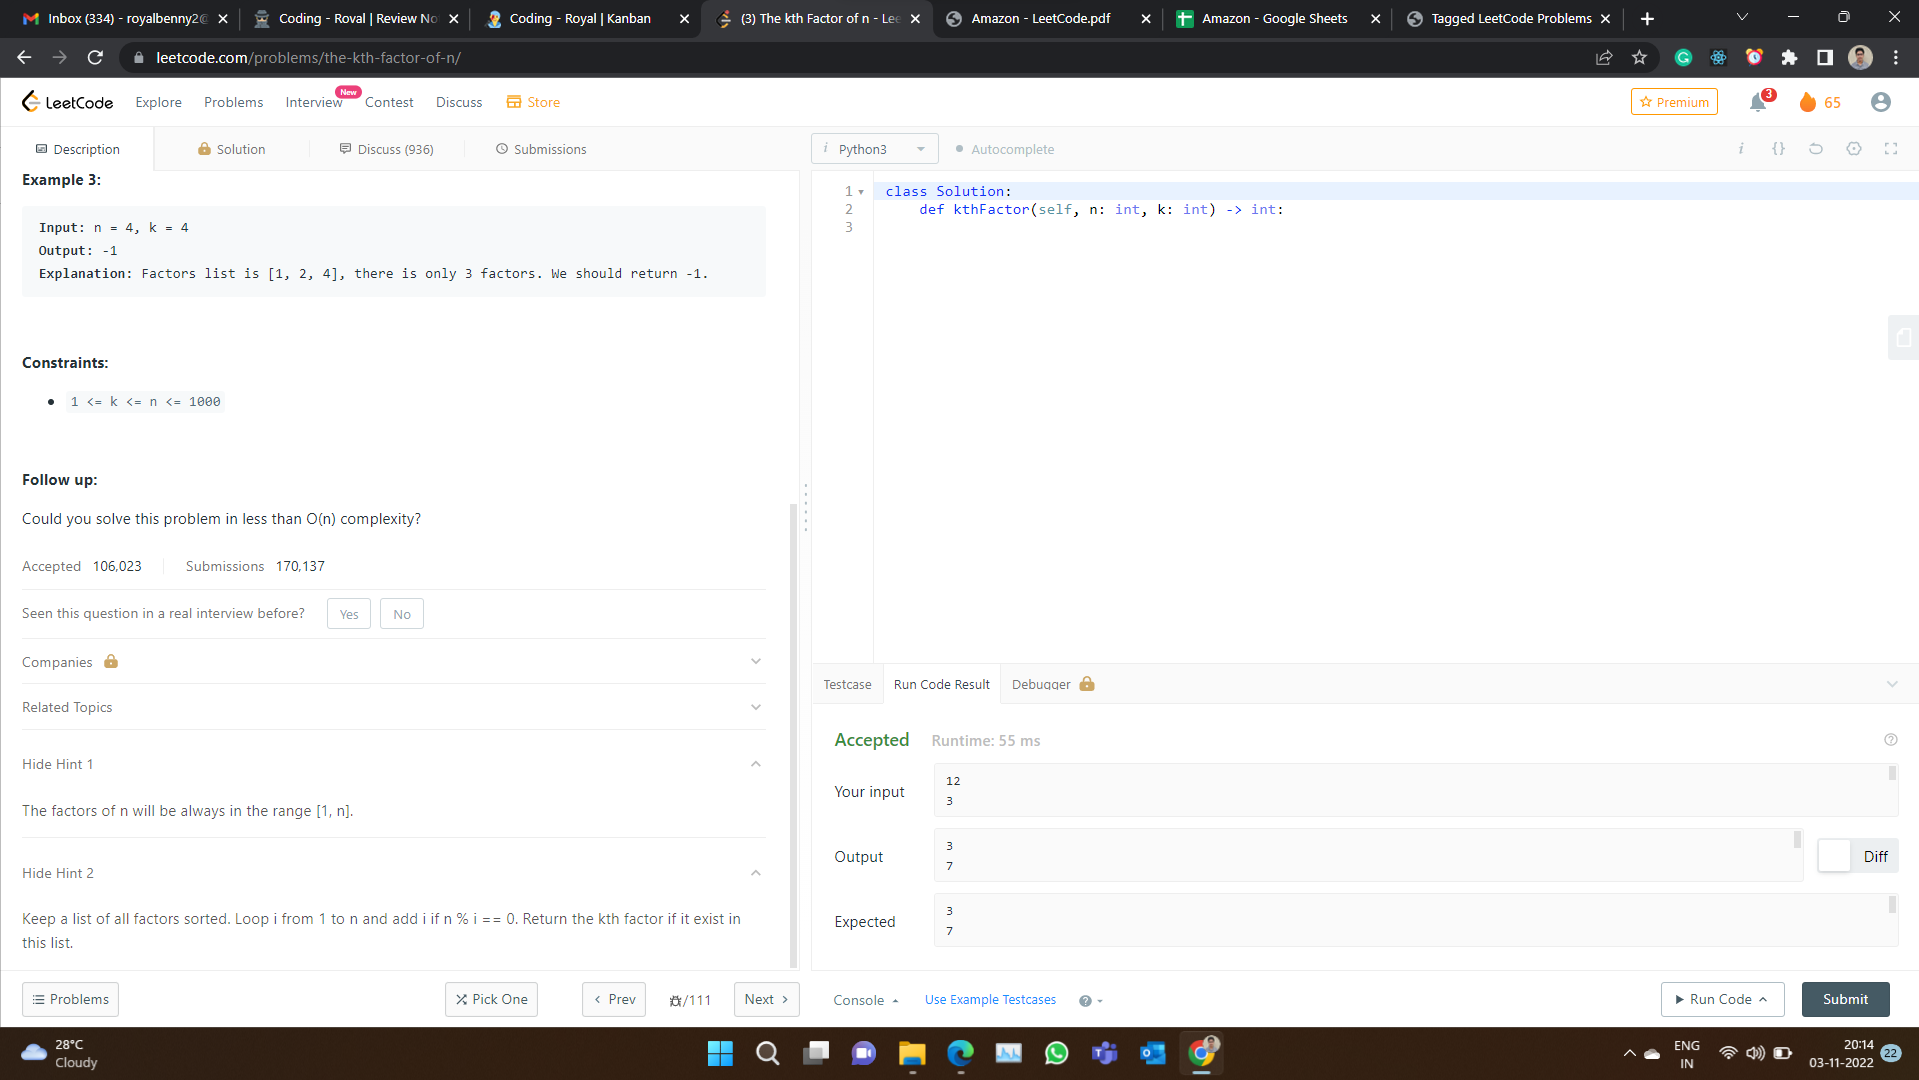 Inbox (334) - royalbenny2@
Coding - Royal | Review No
Coding - Royal | Kanban
(3) The kth Factor of n - Lee
Amazon - LeetCode.pdf
Amazon - Google Sheets
Tagged LeetCode Problems
leetcode.com/problems/the-kth-factor-of-n/
LeetCode
Explore
Problems
Interview
New
Contest
Discuss
Store
Premium
3
65
Description
Solution
Discuss (936)
Submissions
i Python3
Autocomplete
i
{}
Example 3:
Input: n = 4, k = 4
Output: -1
Explanation: Factors list is [1, 2, 4], there is only 3 factors. We should return -1.
Constraints:
1 <= k <= n <= 1000
Follow up:
Could you solve this problem in less than O(n) complexity?
Accepted 106,023 Submissions 170,137
Seen this question in a real interview before? Yes No
Companies
Related Topics
Hide Hint 1
The factors of n will be always in the range [1, n].
Hide Hint 2
Keep a list of all factors sorted. Loop i from 1 to n and add i if n % i == 0. Return the kth factor if it exist in
this list.
Problems
Pick One
Prev
/111
Next
1 class Solution:
2 def kthFactor(self, n: int, k: int) -> int:
3
Testcase
Run Code Result
Debugger
Accepted Runtime: 55 ms
Your input
12
3
Output
3
7
Diff
Expected
3
7
Console
Use Example Testcases
Run Code
Submit
28°C
Cloudy
ENG
IN
20:14
03-11-2022
22